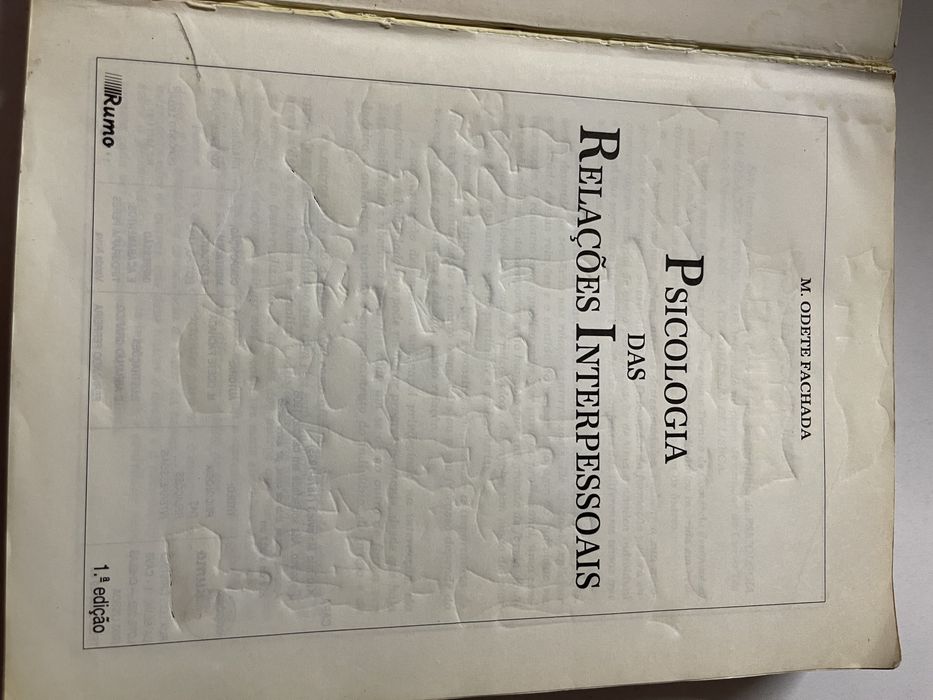 M. ODETE FACHADA
PSICOLOGIA
DAS
RELAÇÕES INTERPESSOAIS
Rumo
1.ª edição